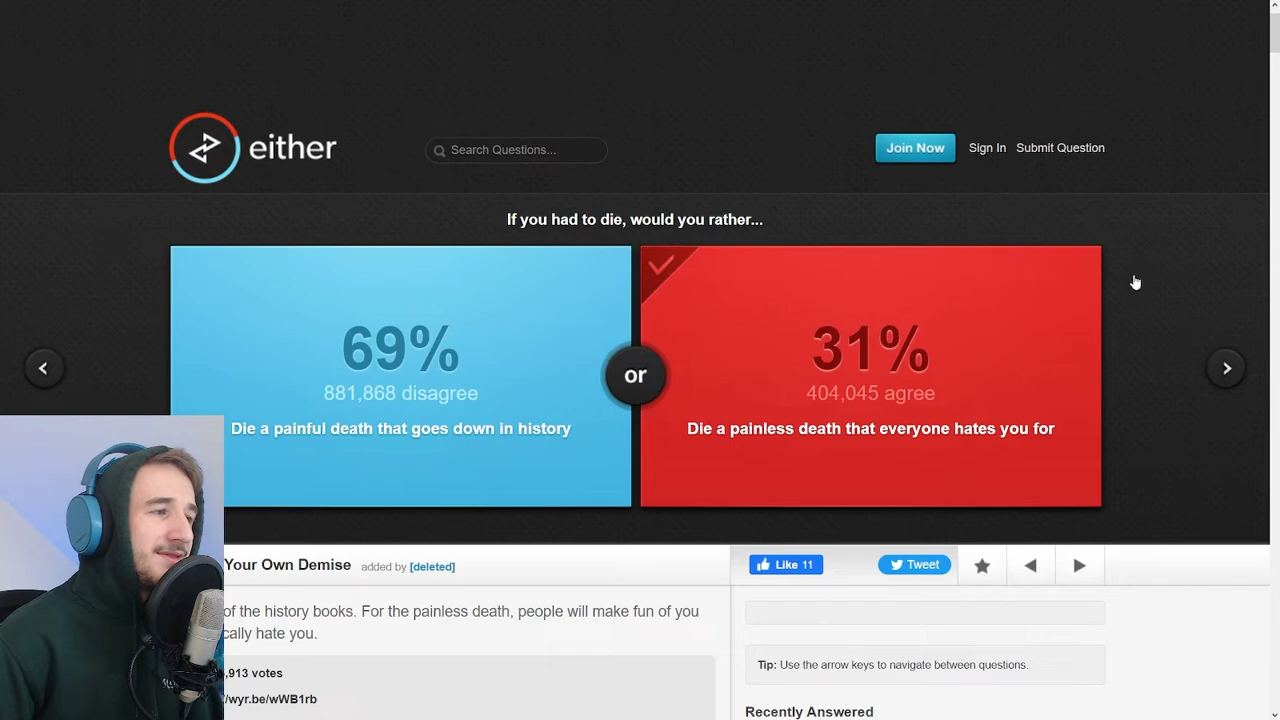 either
Search Questions...
Join Now
Sign In
Submit Question
If you had to die, would you rather...
69%
881,868 disagree
Die a painful death that goes down in history
or
31%
404,045 agree
Die a painless death that everyone hates you for
Your Own Demise added by [deleted]
Like 11
Tweet
of the history books. For the painless death, people will make fun of you
cally hate you.
,913 votes
/wyr.be/wWB1rb
Tip: Use the arrow keys to navigate between questions.
Recently Answered